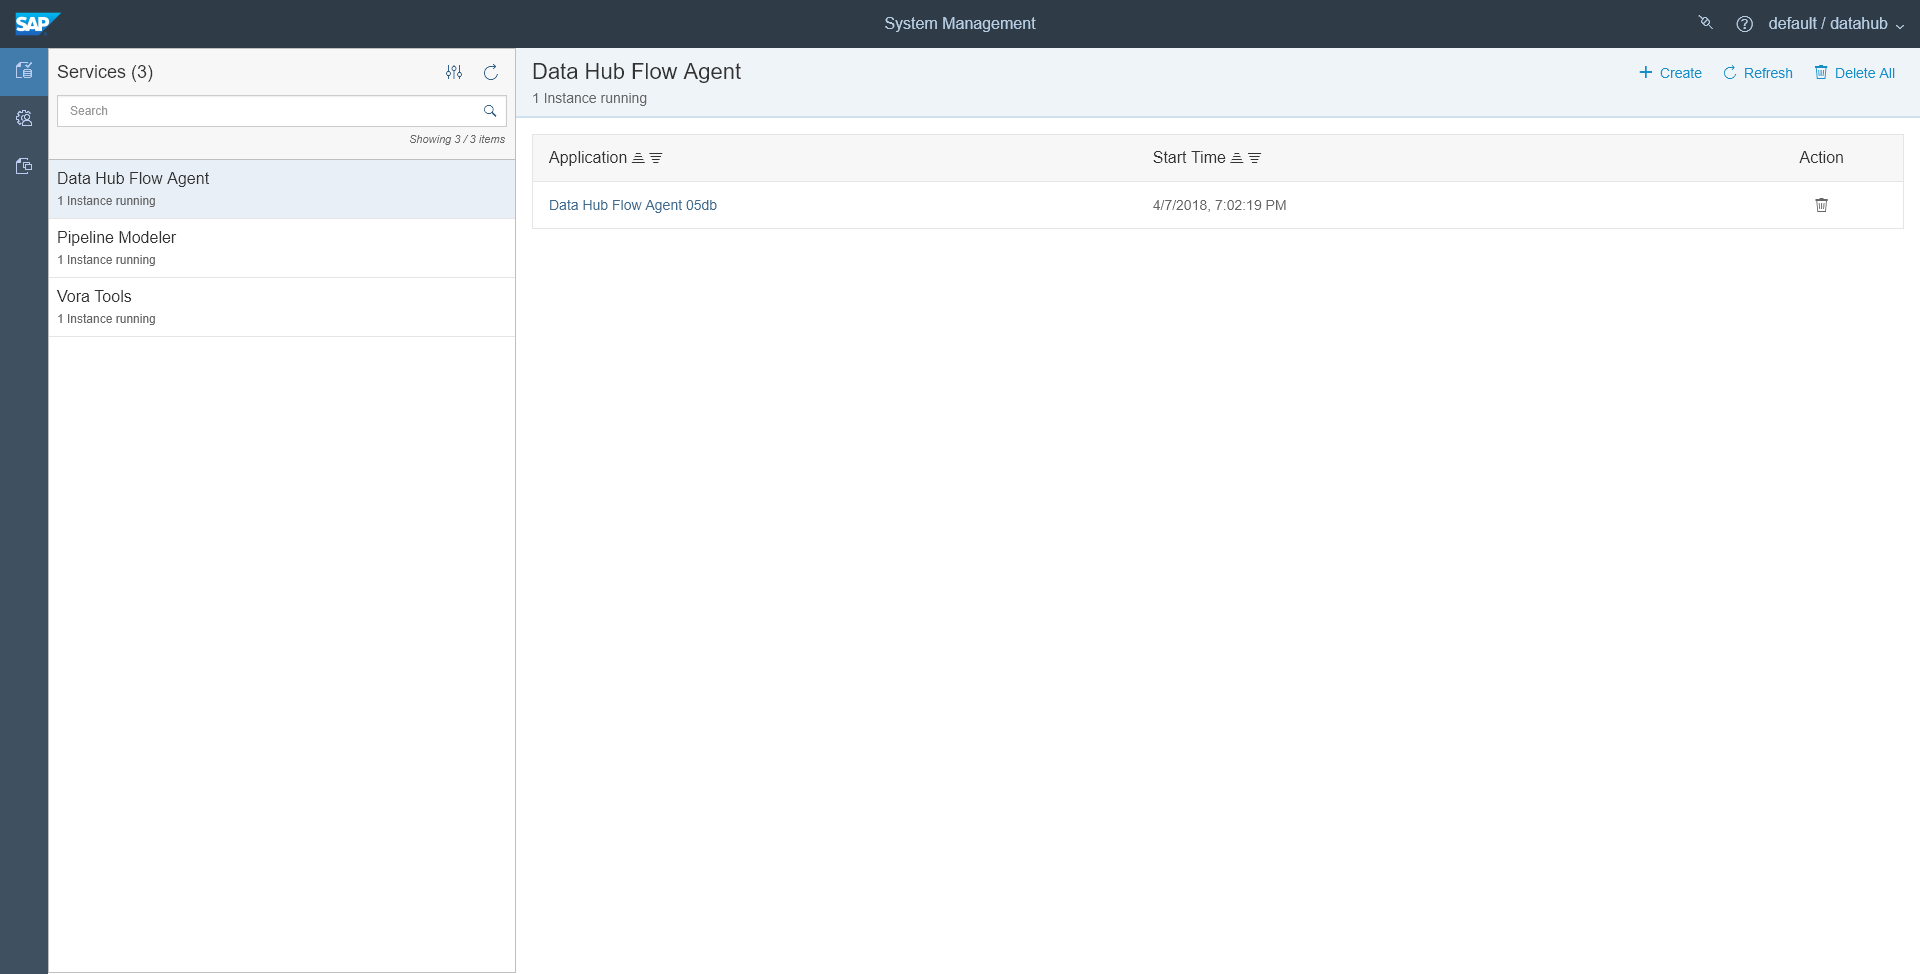 SAP
System Management
default / datahub
Services (3)
Search
Showing 3 / 3 items
Data Hub Flow Agent
1 Instance running
Pipeline Modeler
1 Instance running
Vora Tools
1 Instance running
Data Hub Flow Agent
1 Instance running
Create Refresh Delete All
Application Start Time Action
Data Hub Flow Agent 05db 4/7/2018, 7:02:19 PM